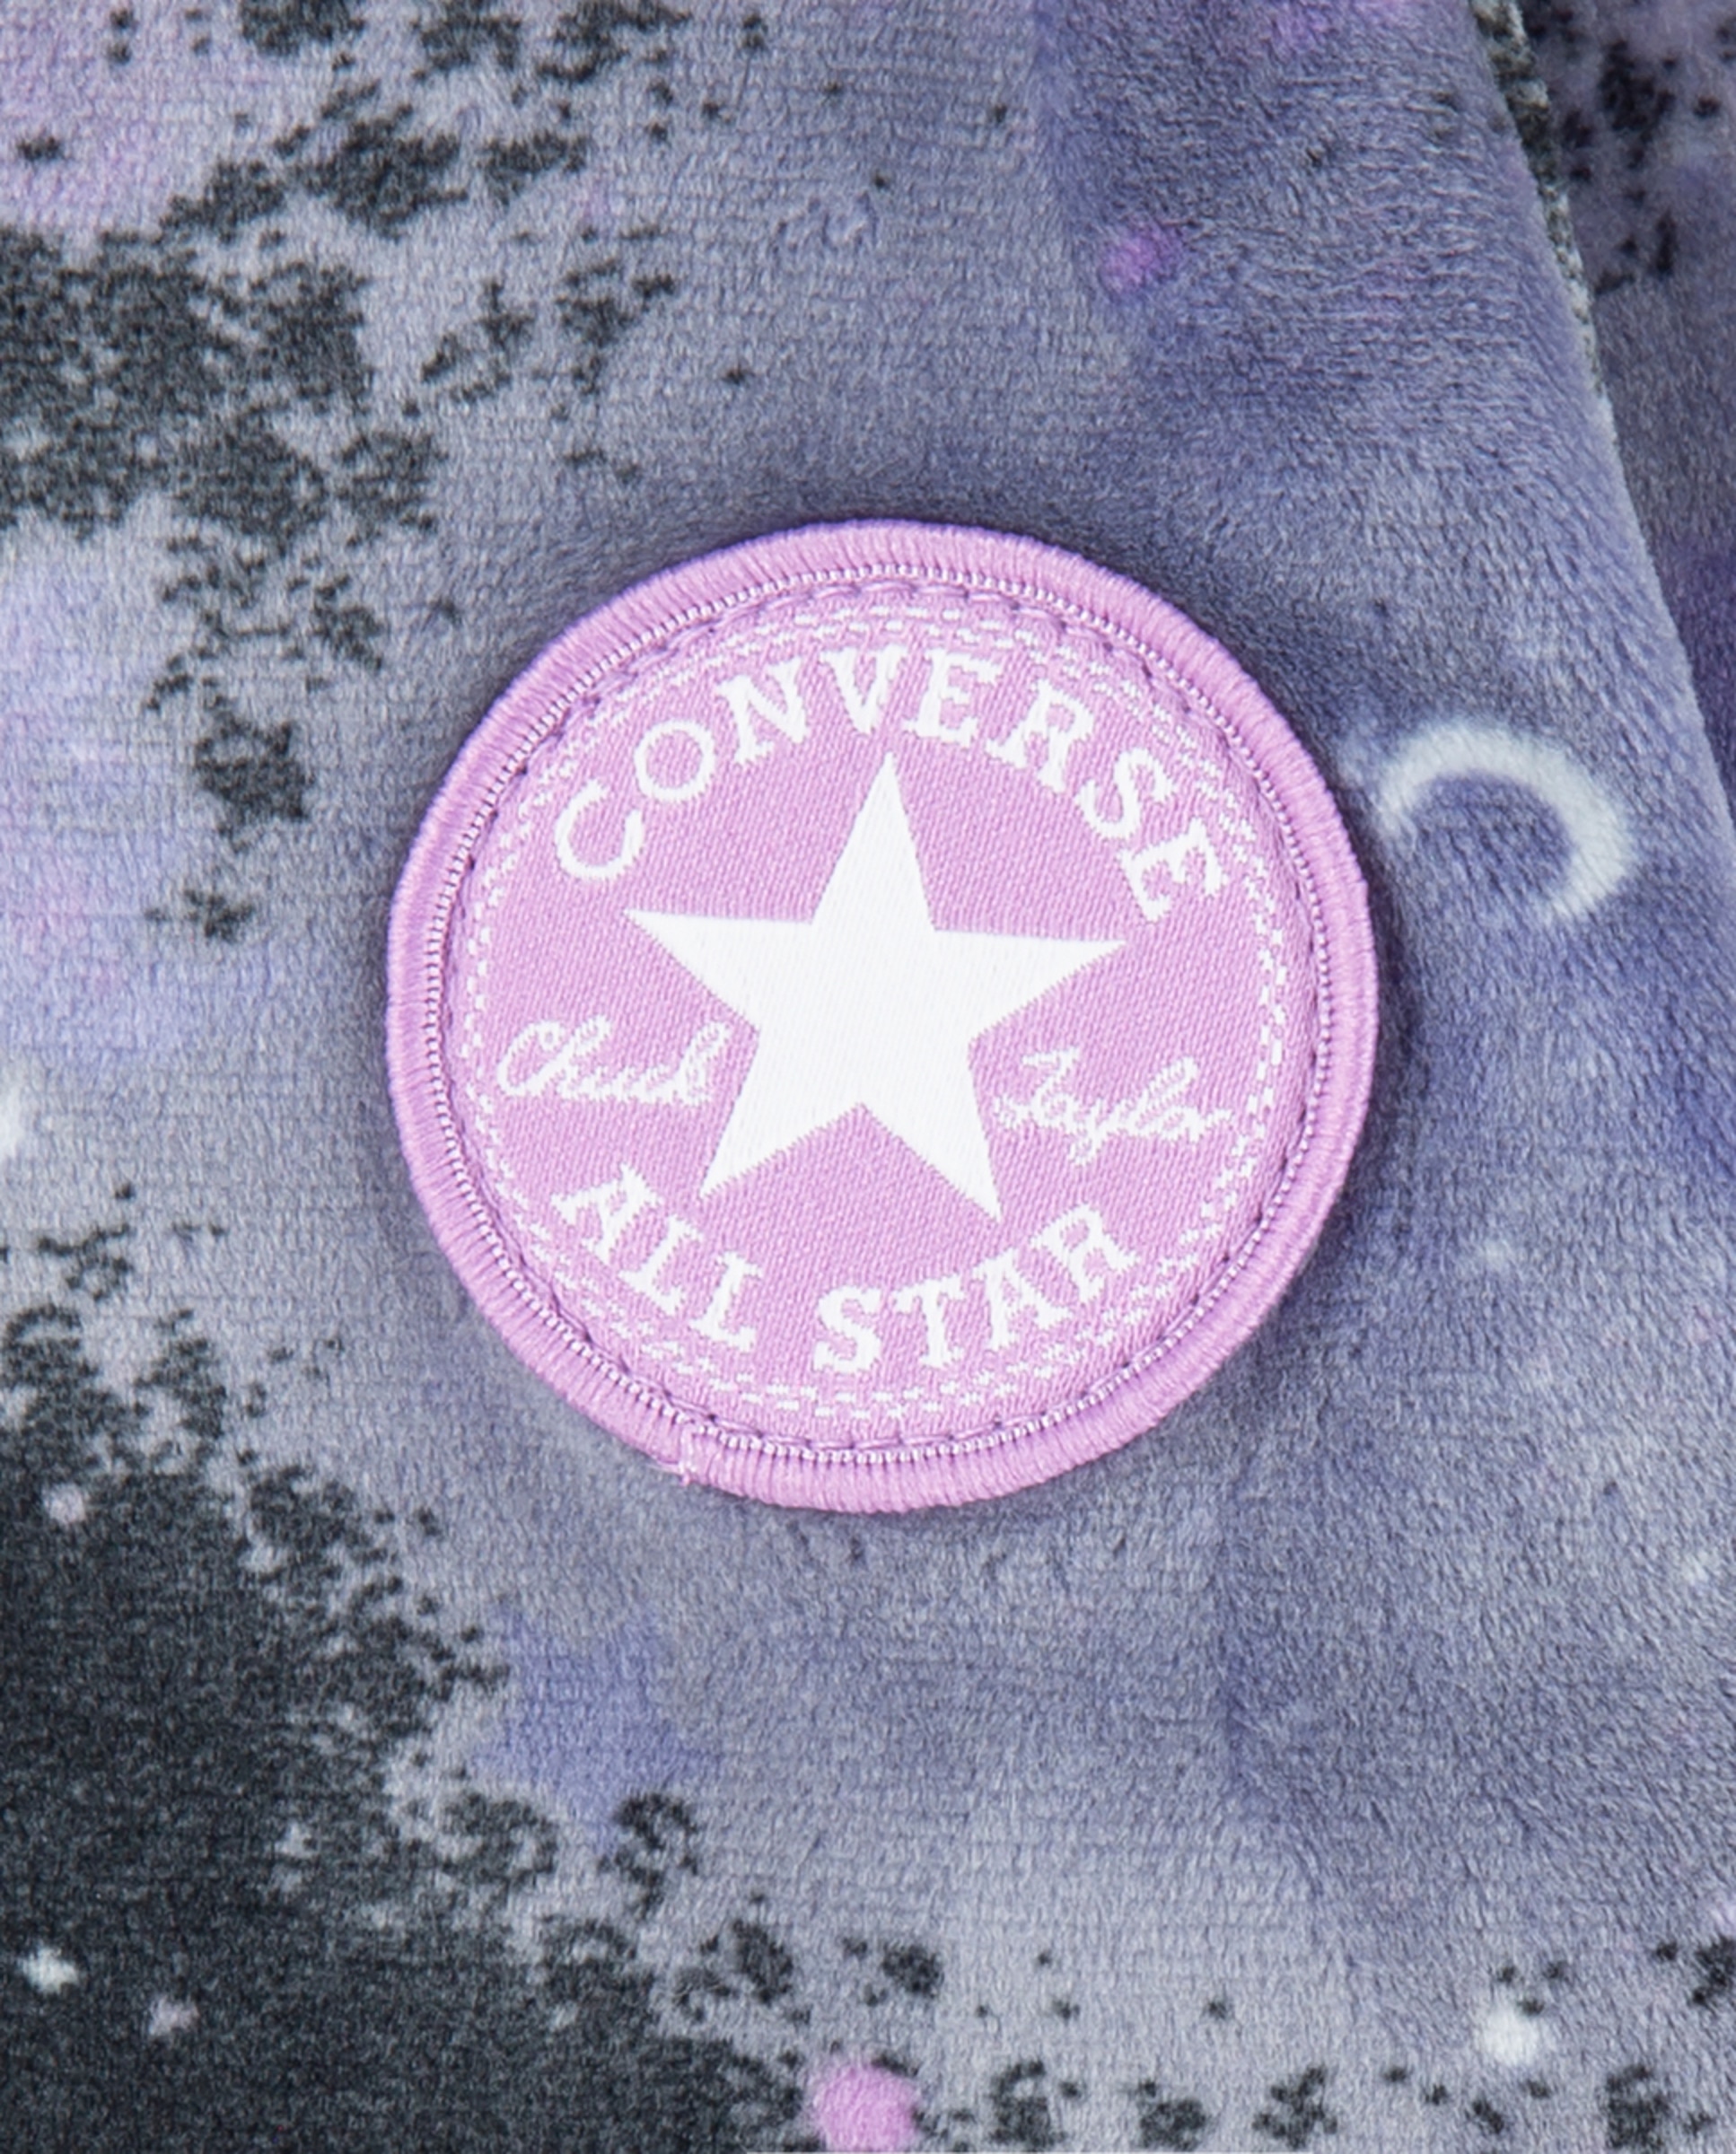 CONVERSE
Chuck Taylor
ALL STAR